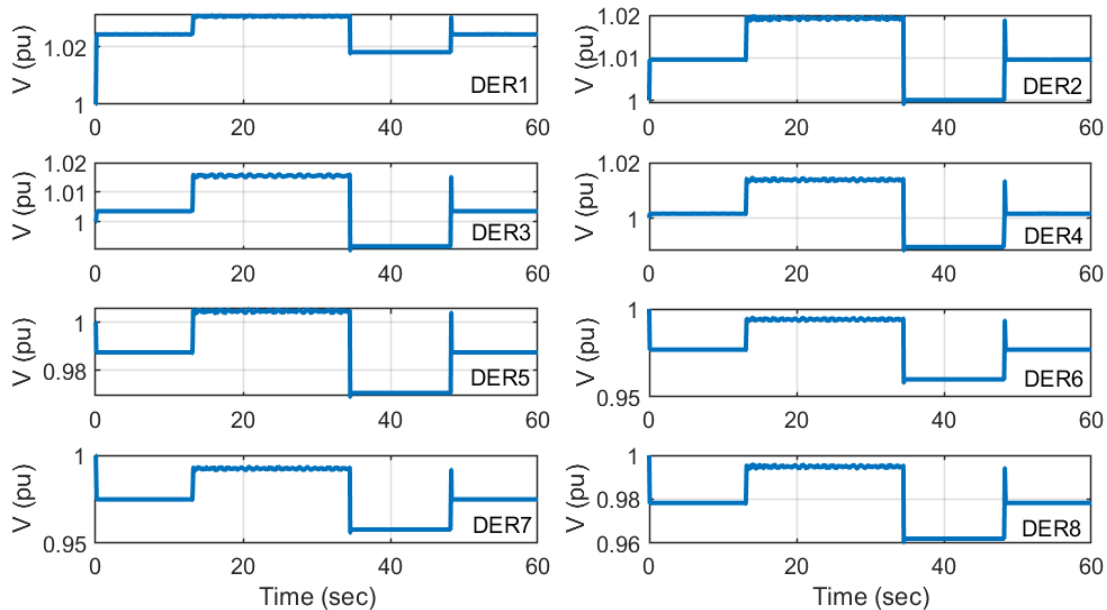 V (pu)
1.02
1
DER1
0 20 40 60
V (pu)
1.02
1.01
1
DER2
0 20 40 60
V (pu)
1.02
1.01
1
DER3
0 20 40 60
V (pu)
1.02
1
DER4
0 20 40 60
V (pu)
1
0.98
DER5
0 20 40 60
V (pu)
1
0.95
DER6
0 20 40 60
V (pu)
1
0.95
DER7
0 20 40 60
Time (sec)
V (pu)
1
0.98
0.96
DER8
0 20 40 60
Time (sec)